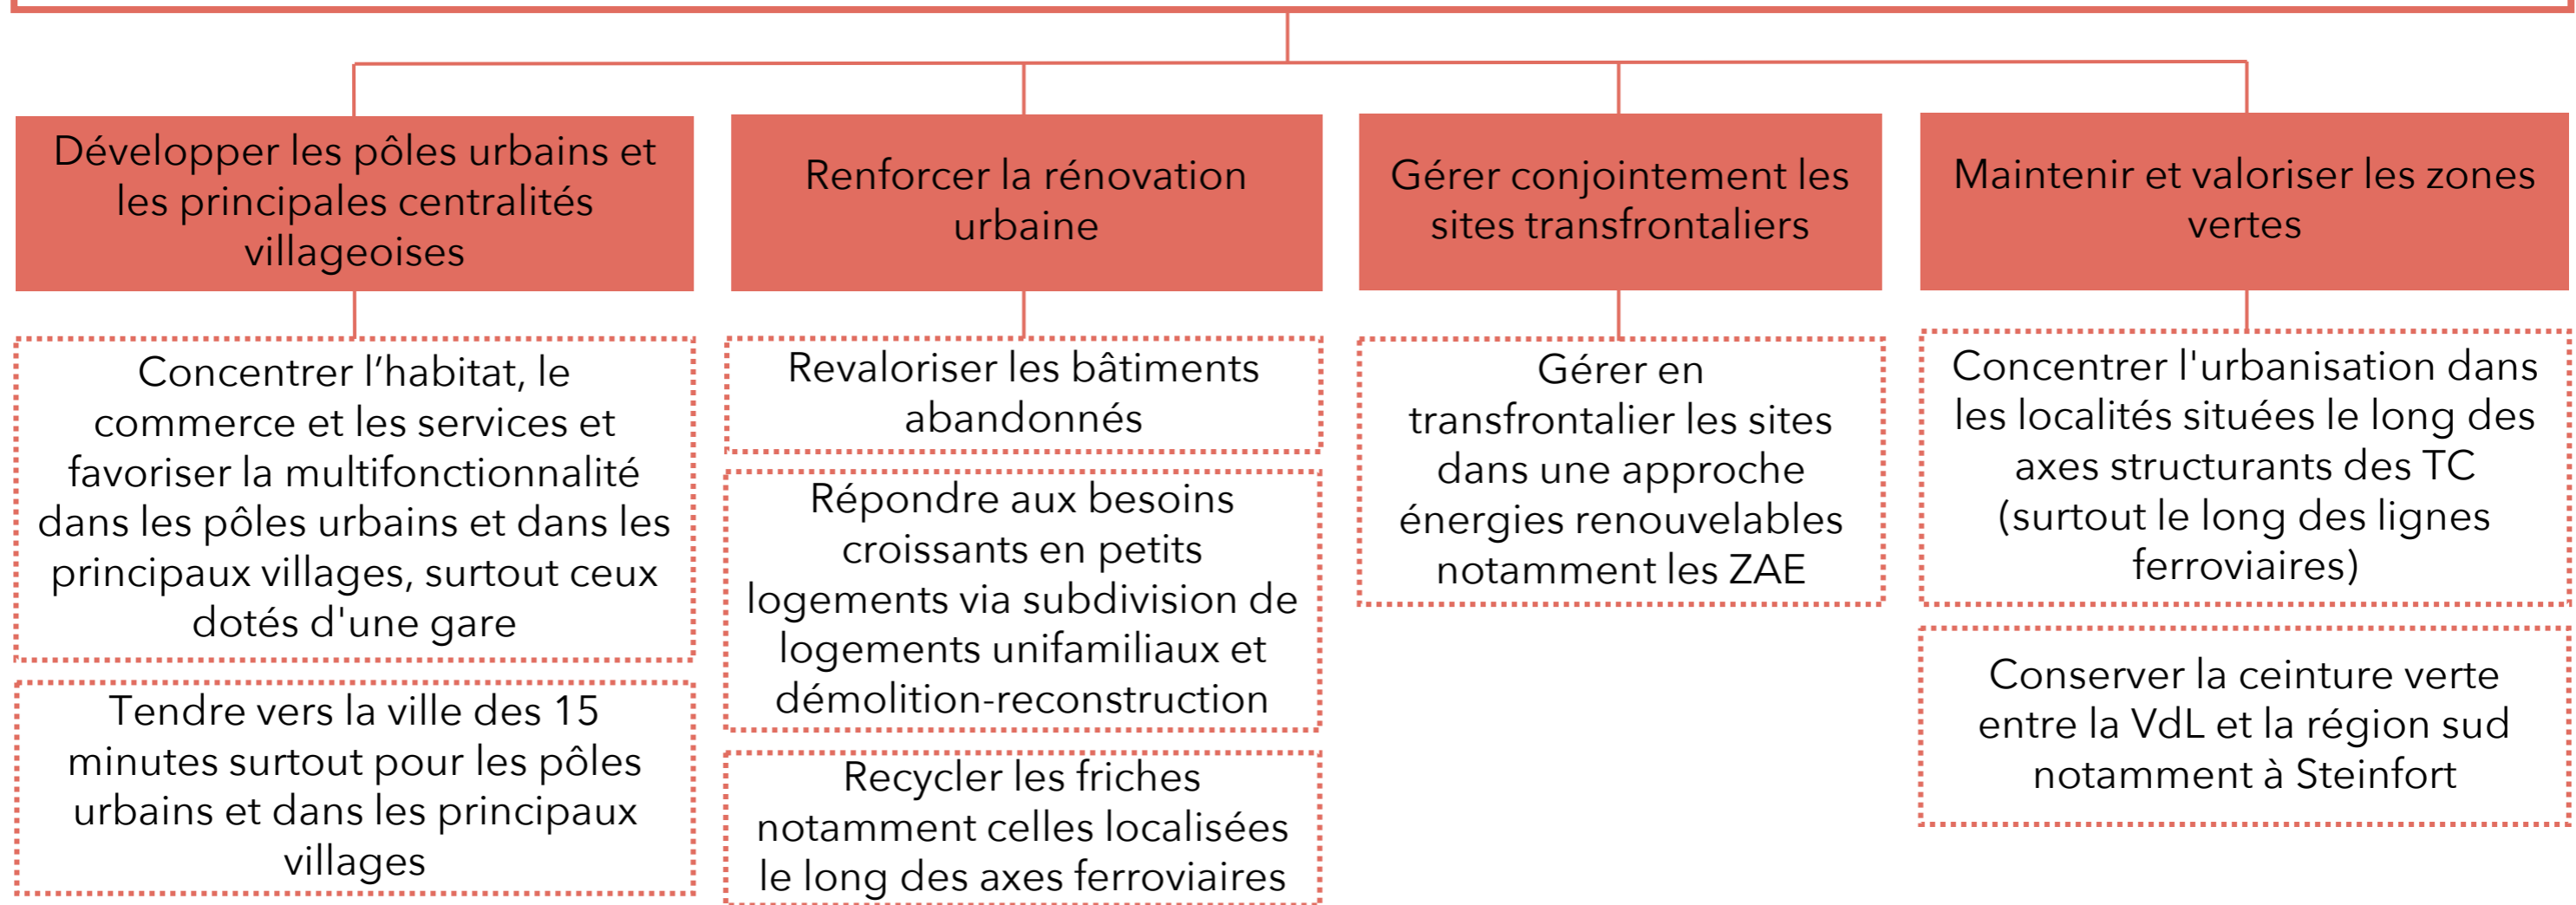 Développer les pôles urbains et
les principales centralités
villageoises
Concentrer l’habitat, le
commerce et les services et
favoriser la multifonctionnalité
dans les pôles urbains et dans les
principaux villages, surtout ceux
dotés d'une gare
Tendre vers la ville des 15
minutes surtout pour les pôles
urbains et dans les principaux
villages
Renforcer la rénovation
urbaine
Revaloriser les bâtiments
abandonnés
Répondre aux besoins
croissants en petits
logements via subdivision de
logements unifamiliaux et
démolition-reconstruction
Recycler les friches
notamment celles localisées
le long des axes ferroviaires
Gérer conjointement les
sites transfrontaliers
Gérer en
transfrontalier les sites
dans une approche
énergies renouvelables
notamment les ZAE
Maintenir et valoriser les zones
vertes
Concentrer l'urbanisation dans
les localités situées le long des
axes structurants des TC
(surtout le long des lignes
ferroviaires)
Conserver la ceinture verte
entre la VdL et la région sud
notamment à Steinfort